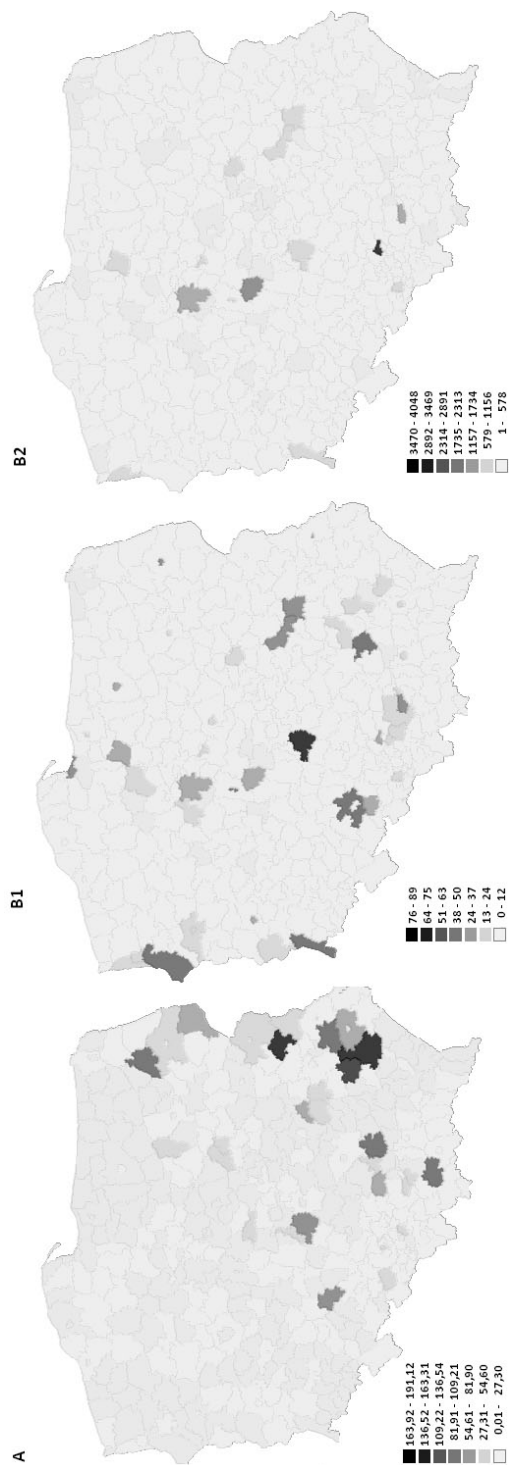 A
163,92 - 191,12
136,52 - 163,31
109,22 - 136,54
81,91 - 109,21
54,61 - 81,90
27,31 - 54,60
0,01 - 27,30
B1
76 - 89
64 - 75
51 - 63
38 - 50
24 - 37
13 - 24
0 - 12
B2
3470 - 4048
2892 - 3469
2314 - 2891
1735 - 2313
1157 - 1734
579 - 1156
1 - 578